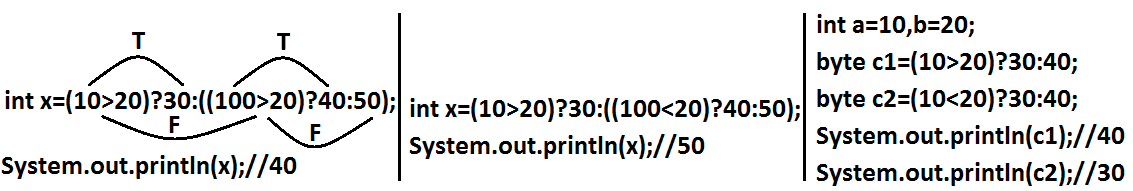 T T
int x=(10>20)?30:((100>20)?40:50);
F F
System.out.println(x);//40
int x=(10>20)?30:((100<20)?40:50);
System.out.println(x);//50
int a=10,b=20;
byte c1=(10>20)?30:40;
byte c2=(10<20)?30:40;
System.out.println(c1);//40
System.out.println(c2);//30